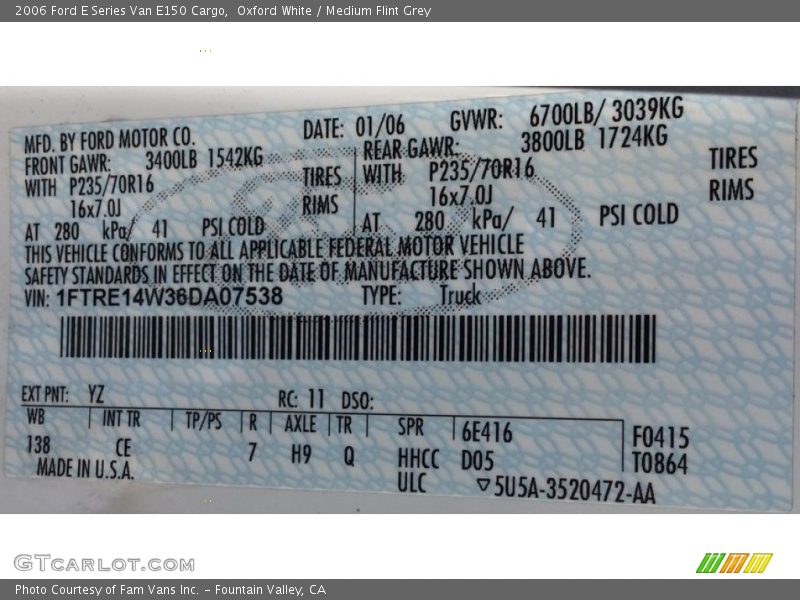 2006 Ford E Series Van E150 Cargo,  Oxford White / Medium Flint Grey
MFD. BY FORD MOTOR CO. DATE: 01/06 GVWR: 6700LB/ 3039KG
FRONT GAWR: 3400LB 1542KG REAR GAWR: 3800LB 1724KG
WITH P235/70R16 TIRES WITH P235/70R16 TIRES
16x7.0J RIMS 16x7.0J RIMS
AT 280 kPa/ 41 PSI COLD AT 280 kPa/ 41 PSI COLD
THIS VEHICLE CONFORMS TO ALL APPLICABLE FEDERAL MOTOR VEHICLE
SAFETY STANDARDS IN EFFECT ON THE DATE OF MANUFACTURE SHOWN ABOVE.
VIN: 1FTRE14W36DA07538 TYPE: Truck
EXT PNT: YZ RC: 11 DSO:
WB INT TR TP/PS R AXLE TR SPR 6E416 F0415
138 CE 7 H9 Q HHCC D05 T0864
MADE IN U.S.A. ULC ▽5U5A-3520472-AA
GTCARLOT.COM
Photo Courtesy of Fam Vans Inc. – Fountain Valley, CA